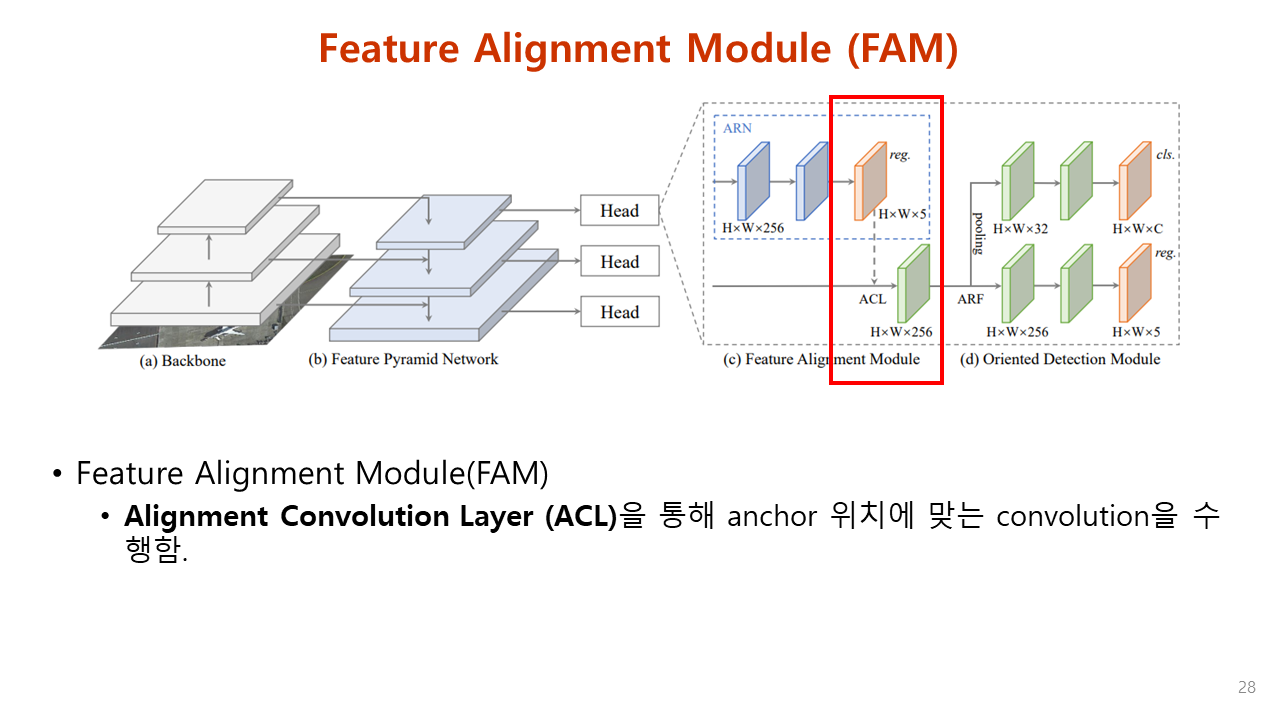 Feature Alignment Module (FAM)
ARN
reg.
cls.
H×W×5
H×W×256
pooling
H×W×32
H×W×C
Head
Head
Head
reg.
ACL
ARF
H×W×256
H×W×256
H×W×5
(a) Backbone
(b) Feature Pyramid Network
(c) Feature Alignment Module
(d) Oriented Detection Module
• Feature Alignment Module(FAM)
• Alignment Convolution Layer (ACL)을 통해 anchor 위치에 맞는 convolution을 수
행함.
28